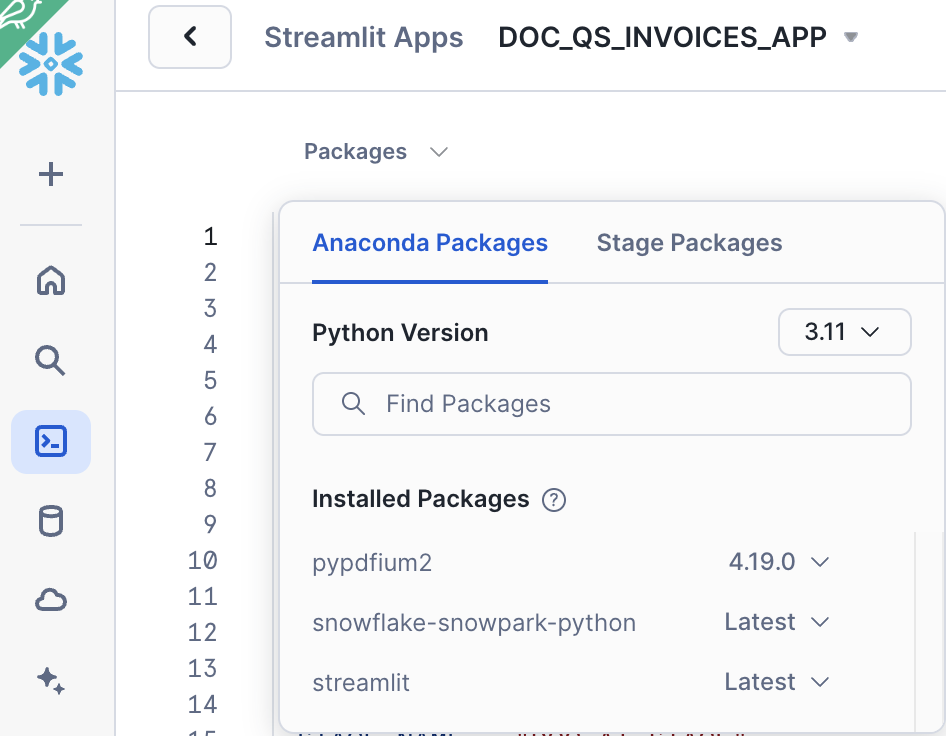 Streamlit Apps DOC_QS_INVOICES_APP
Packages
Anaconda Packages Stage Packages
Python Version 3.11
Find Packages
Installed Packages ?
pypdfium2 4.19.0
snowflake-snowpark-python Latest
streamlit Latest
1
2
3
4
5
6
7
8
9
10
11
12
13
14